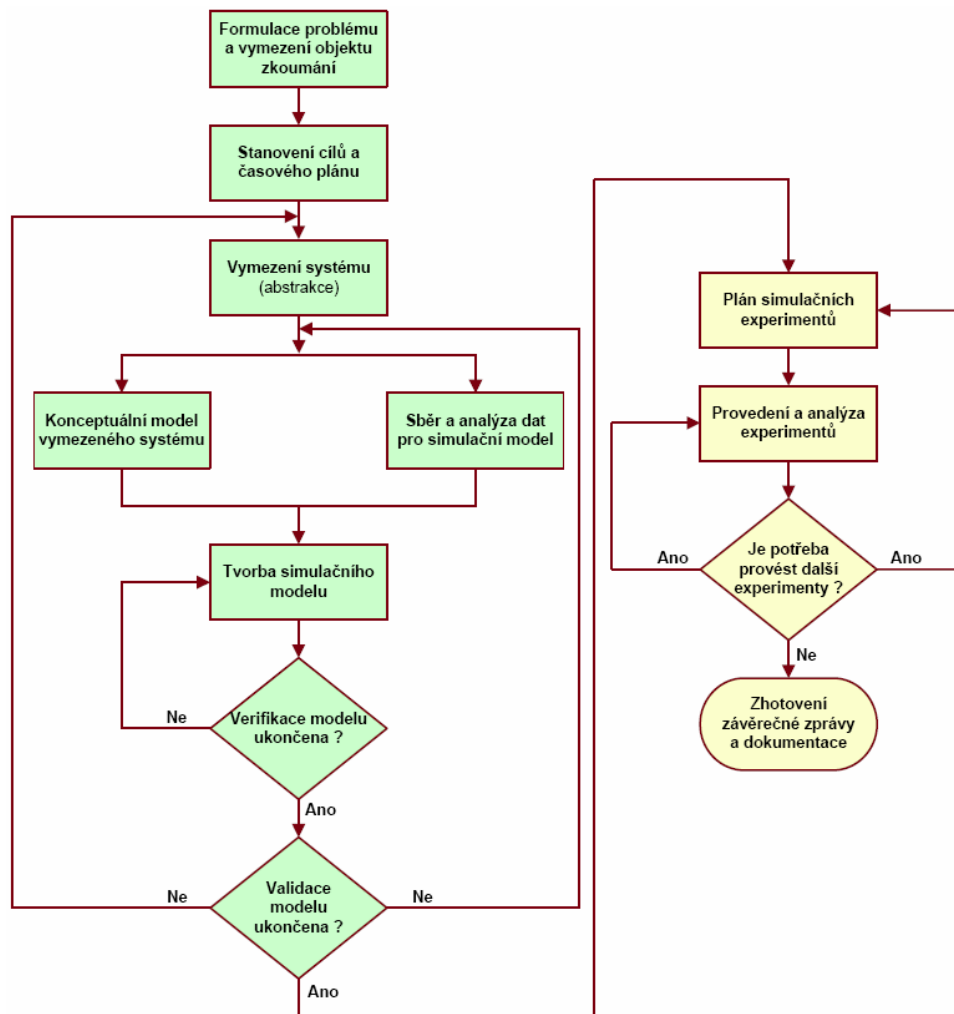 Formulace problému
a vymezení objektu
zkoumání
Stanovení cílů a
časového plánu
Vymezení systému
(abstrakce)
Konceptuální model
vymezeného systému
Sběr a analýza dat
pro simulační model
Tvorba simulačního
modelu
Ne
Verifikace modelu
ukončena ?
Ano
Ne
Validace
modelu
ukončena ?
Ne
Ano
Plán simulačních
experimentů
Provedení a analýza
experimentů
Ano
Je potřeba
provést další
experimenty ?
Ano
Ne
Zhotovení
závěrečné zprávy
a dokumentace